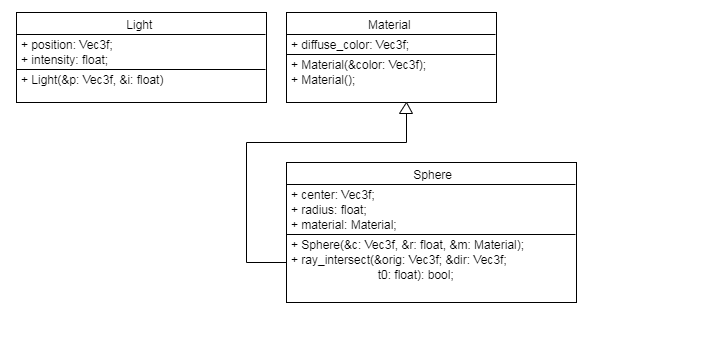 Light
+ position: Vec3f;
+ intensity: float;
+ Light(&p: Vec3f, &i: float)
Material
+ diffuse_color: Vec3f;
+ Material(&color: Vec3f);
+ Material();
Sphere
+ center: Vec3f;
+ radius: float;
+ material: Material;
+ Sphere(&c: Vec3f, &r: float, &m: Material);
+ ray_intersect(&orig: Vec3f; &dir: Vec3f;
t0: float): bool;